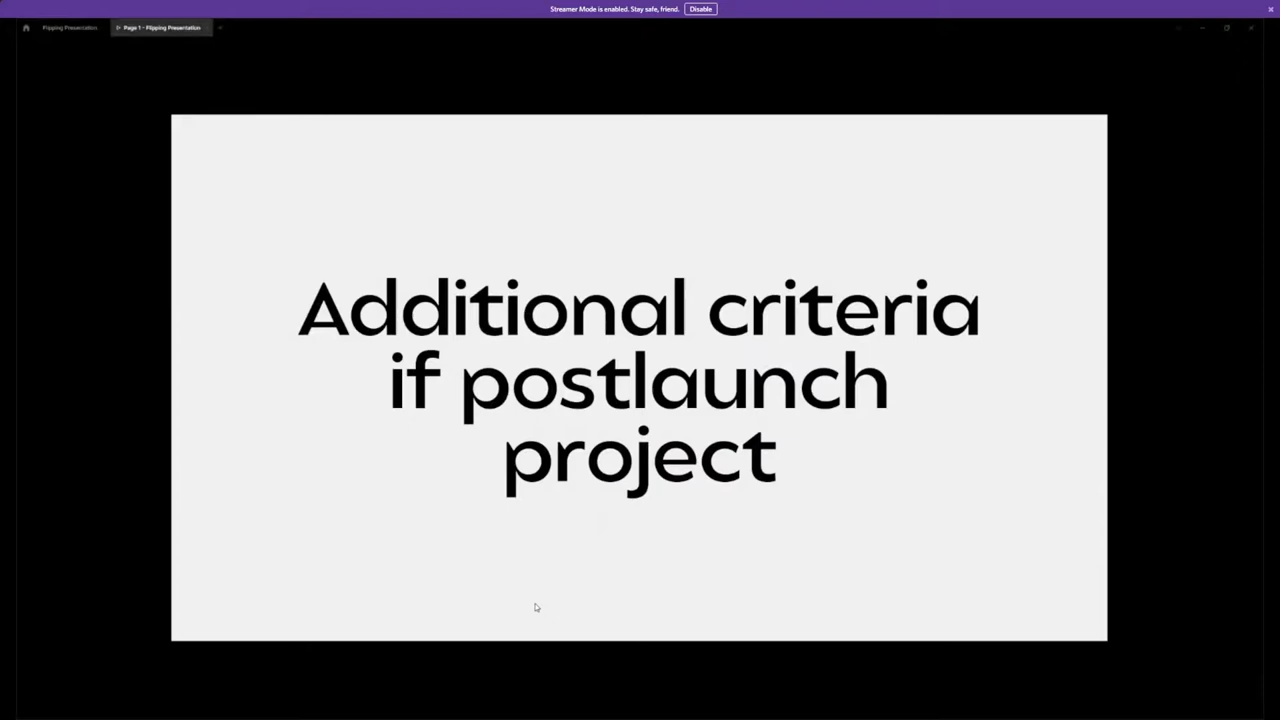 Streamer Mode is enabled. Stay safe, friend. Disable
Flipping Presentation
Page 1 - Flipping Presentation
Additional criteria
if postlaunch
project